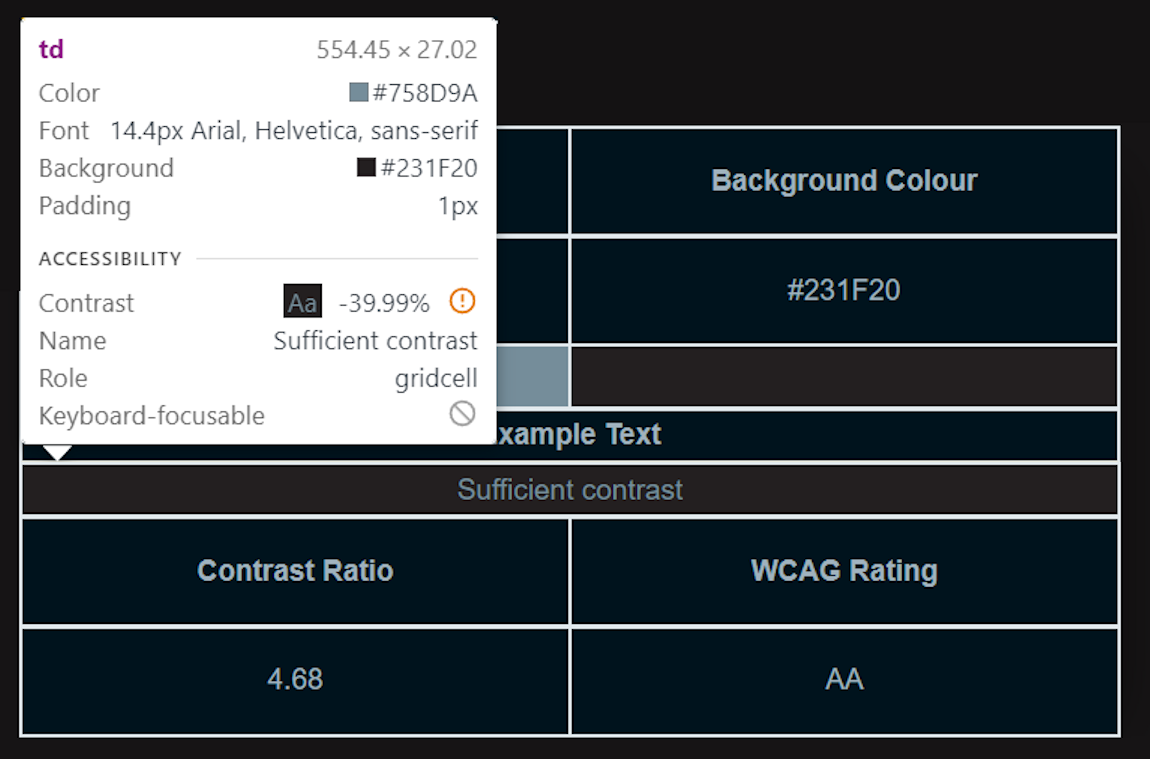 td 554.45 × 27.02
Color #758D9A
Font 14.4px Arial, Helvetica, sans-serif
Background #231F20
Padding 1px
ACCESSIBILITY
Contrast Aa -39.99%
Name Sufficient contrast
Role gridcell
Keyboard-focusable
Background Colour
#231F20
xample Text
Sufficient contrast
Contrast Ratio WCAG Rating
4.68 AA